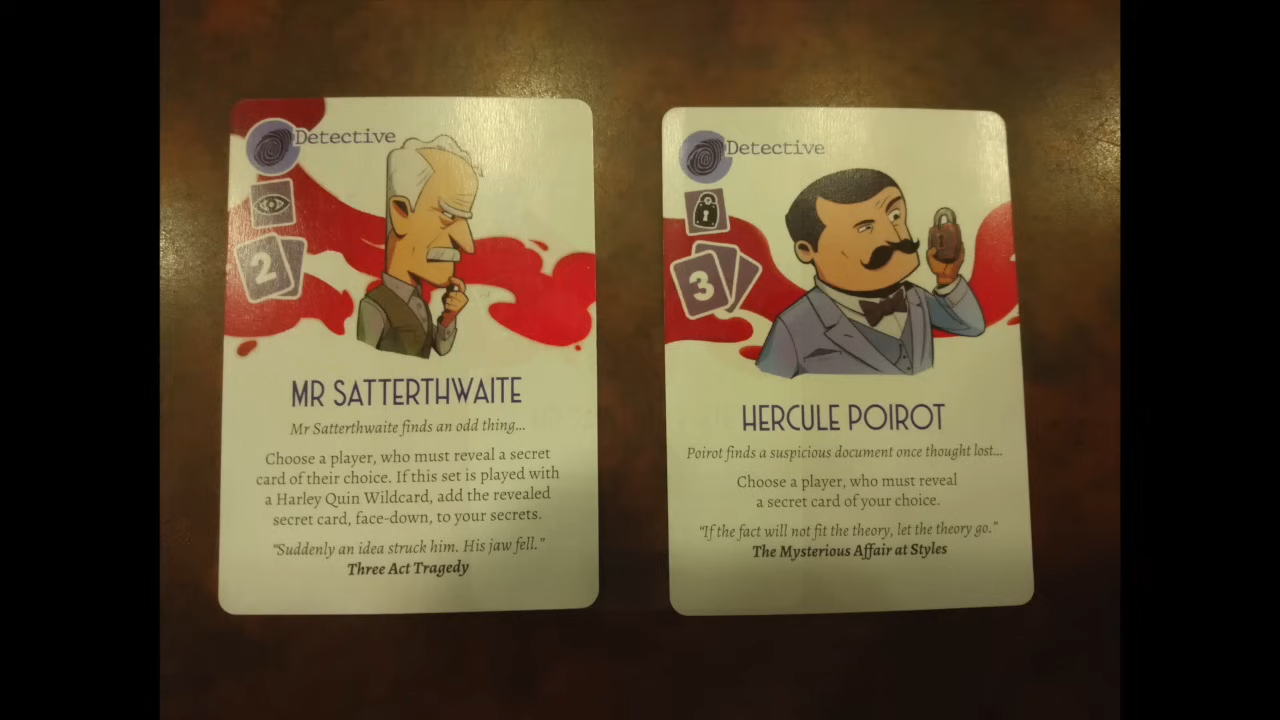 Detective
2
MR SATTERTHWAITE
Mr Satterthwaite finds an odd thing...
Choose a player, who must reveal a secret
card of their choice. If this set is played with
a Harley Quin Wildcard, add the revealed
secret card, face-down, to your secrets.
"Suddenly an idea struck him. His jaw fell."
Three Act Tragedy
Detective
3
HERCULE POIROT
Poirot finds a suspicious document once thought lost...
Choose a player, who must reveal
a secret card of your choice.
"If the fact will not fit the theory, let the theory go."
The Mysterious Affair at Styles